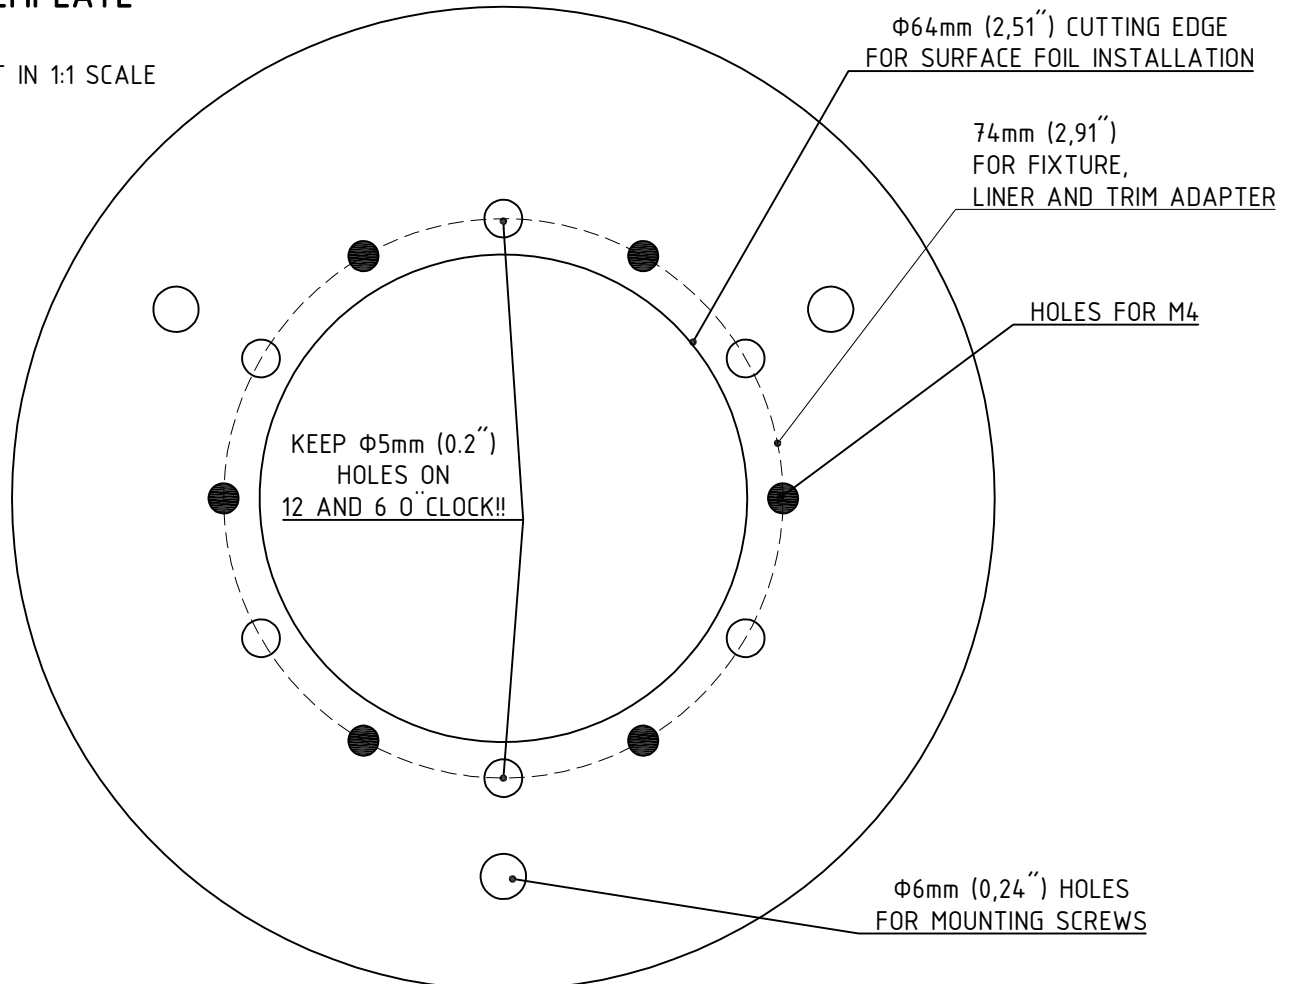 IN 1:1 SCALE
Φ64mm (2,51˝) CUTTING EDGE
FOR SURFACE FOIL INSTALLATION
74mm (2,91˝)
FOR FIXTURE,
LINER AND TRIM ADAPTER
HOLES FOR M4
KEEP Φ5mm (0.2˝)
HOLES ON
12 AND 6 O¨CLOCK!!
Φ6mm (0,24˝) HOLES
FOR MOUNTING SCREWS